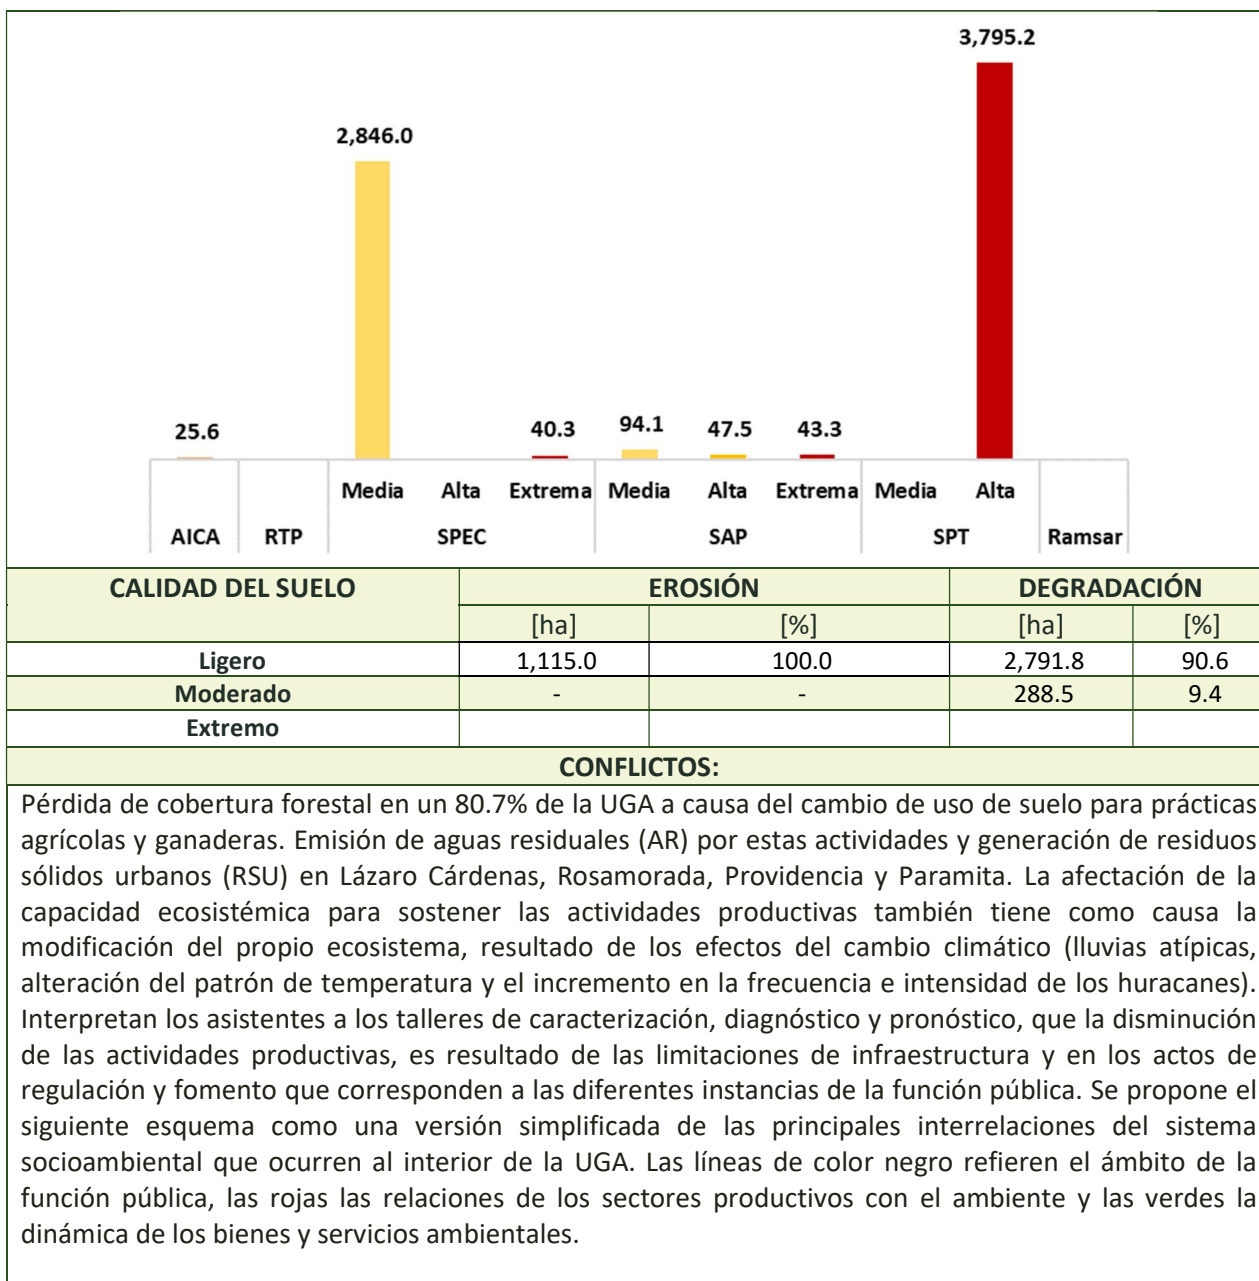 3,795.2
2,846.0
25.6
40.3
94.1
47.5
43.3
Media Alta Extrema Media Alta Extrema Media Alta
AICA RTP SPEC SAP SPT Ramsar
CALIDAD DEL SUELO EROSIÓN DEGRADACIÓN
[ha] [%] [ha] [%]
Ligero 1,115.0 100.0 2,791.8 90.6
Moderado - - 288.5 9.4
Extremo
CONFLICTOS:
Pérdida de cobertura forestal en un 80.7% de la UGA a causa del cambio de uso de suelo para prácticas
agrícolas y ganaderas. Emisión de aguas residuales (AR) por estas actividades y generación de residuos
sólidos urbanos (RSU) en Lázaro Cárdenas, Rosamorada, Providencia y Paramita. La afectación de la
capacidad ecosistémica para sostener las actividades productivas también tiene como causa la
modificación del propio ecosistema, resultado de los efectos del cambio climático (lluvias atípicas,
alteración del patrón de temperatura y el incremento en la frecuencia e intensidad de los huracanes).
Interpretan los asistentes a los talleres de caracterización, diagnóstico y pronóstico, que la disminución
de las actividades productivas, es resultado de las limitaciones de infraestructura y en los actos de
regulación y fomento que corresponden a las diferentes instancias de la función pública. Se propone el
siguiente esquema como una versión simplificada de las principales interrelaciones del sistema
socioambiental que ocurren al interior de la UGA. Las líneas de color negro refieren el ámbito de la
función pública, las rojas las relaciones de los sectores productivos con el ambiente y las verdes la
dinámica de los bienes y servicios ambientales.